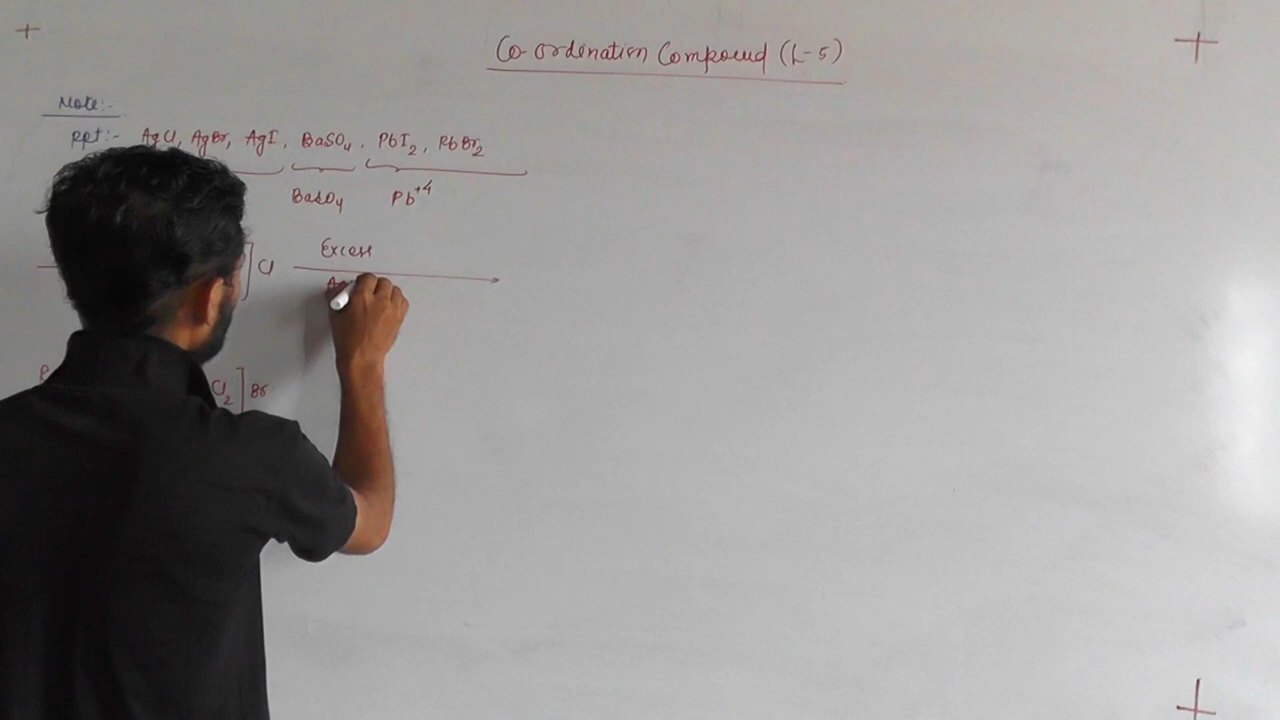 Co-ordination Compound (L-5)
Note:-
ppt:- AgCl, AgBr, AgI, BaSO₄, PbI₂, PbBr₂
BaSO₄ Pb⁺⁴
]Cl Excess
Cl₂]Br